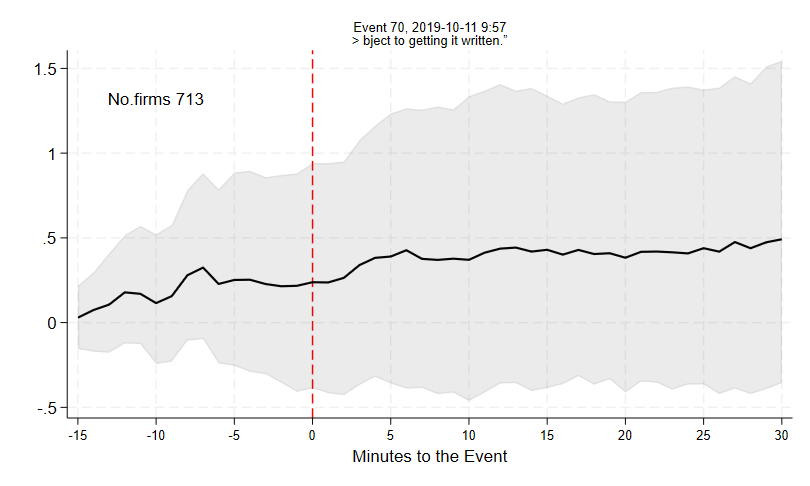 Event 70, 2019-10-11 9:57
> bject to getting it written.”
1.5
No.firms 713
1
.5
0
-.5
-15 -10 -5 0 5 10 15 20 25 30
Minutes to the Event